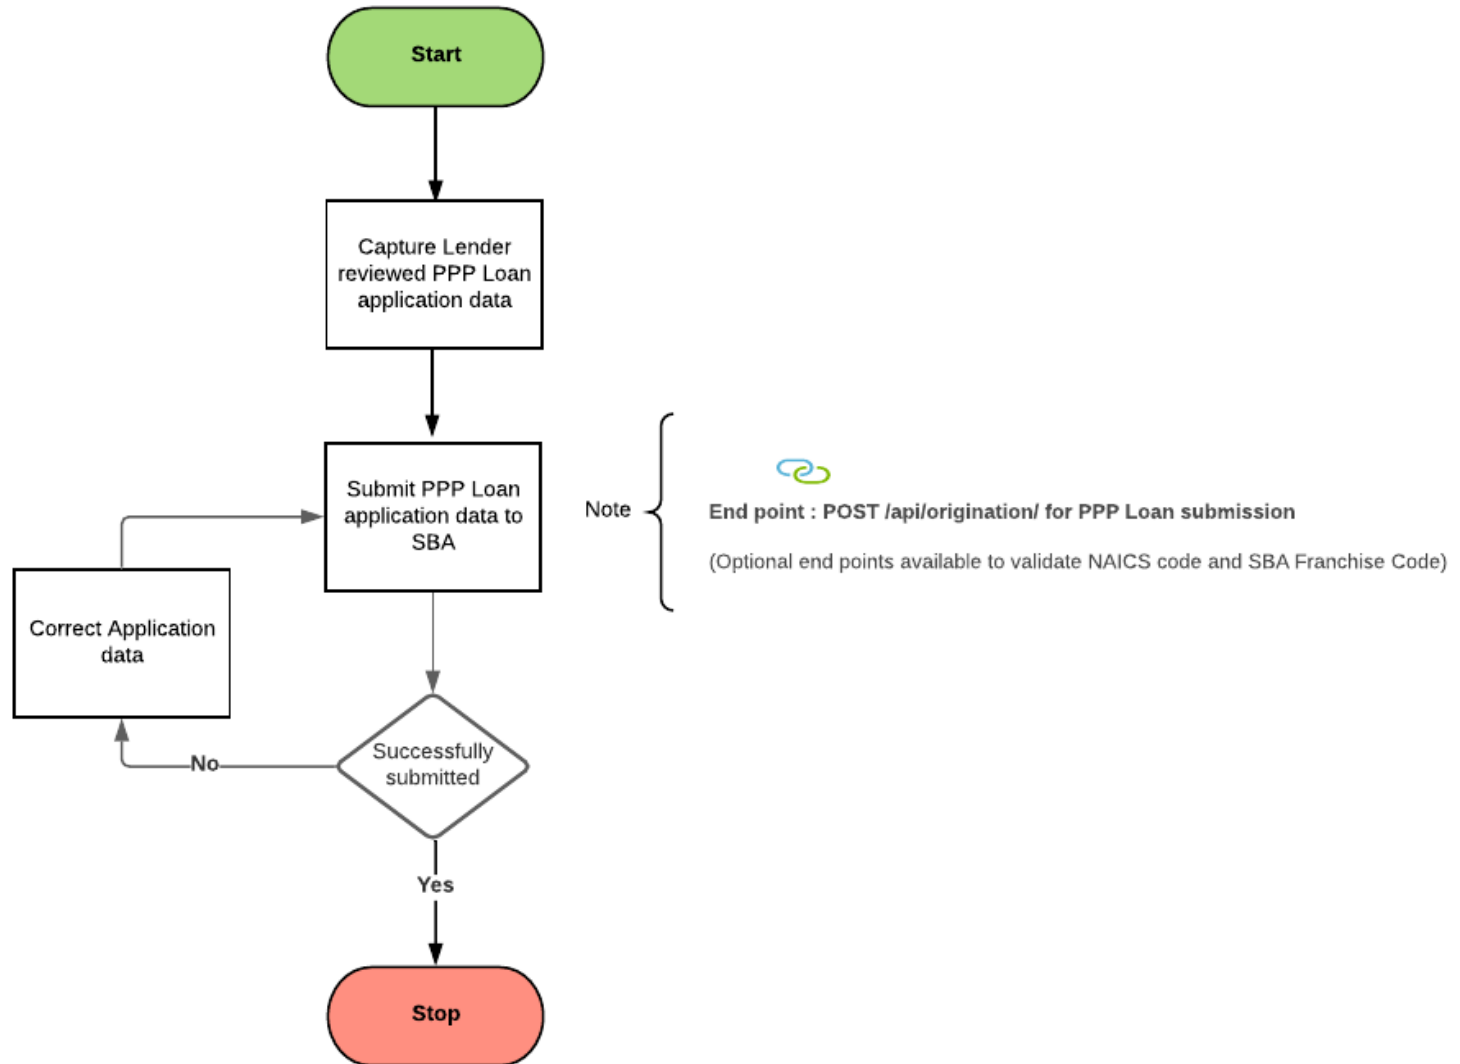 Start
Capture Lender
reviewed PPP Loan
application data
Submit PPP Loan
application data to
SBA
Note
End point : POST /api/origination/ for PPP Loan submission
(Optional end points available to validate NAICS code and SBA Franchise Code)
Correct Application
data
Successfully
submitted
No
Yes
Stop